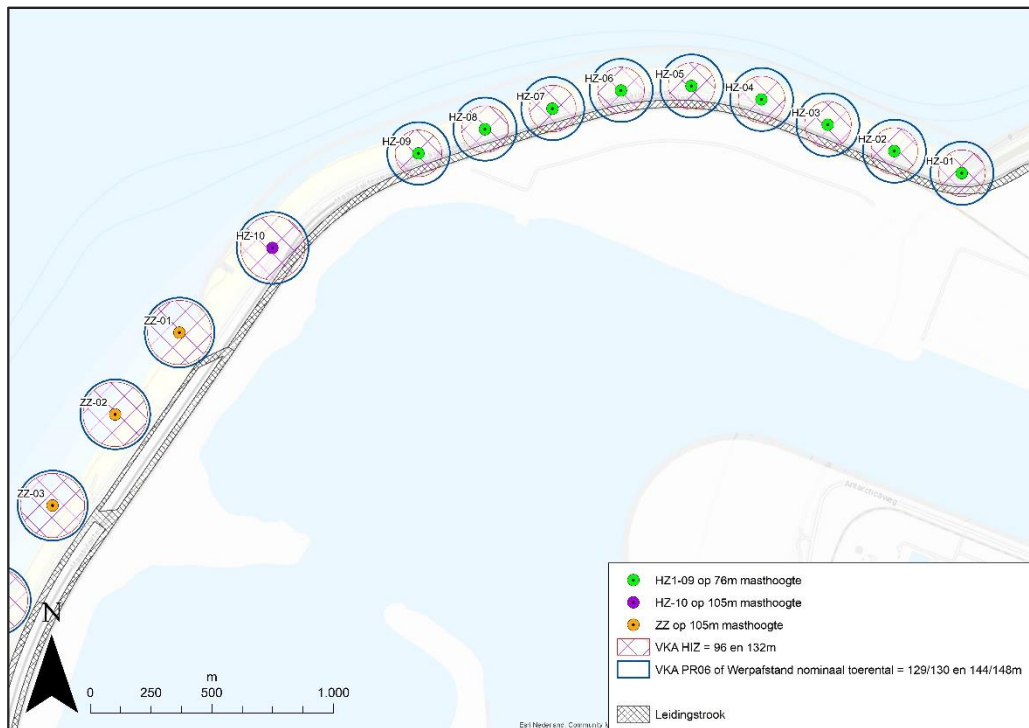 HZ-05
HZ-06
HZ-04
HZ-07
HZ-08
HZ-03
HZ-09
HZ-02
HZ-01
HZ-10
ZZ-01
ZZ-02
ZZ-03
N
m
0 250 500 1.000
HZ1-09 op 76m masthoogte
HZ-10 op 105m masthoogte
ZZ op 105m masthoogte
VKA HIZ = 96 en 132m
VKA PR06 of Werpafstand nominaal toerental = 129/130 en 144/148m
Leidingstrook
Esri Nederland, Community M